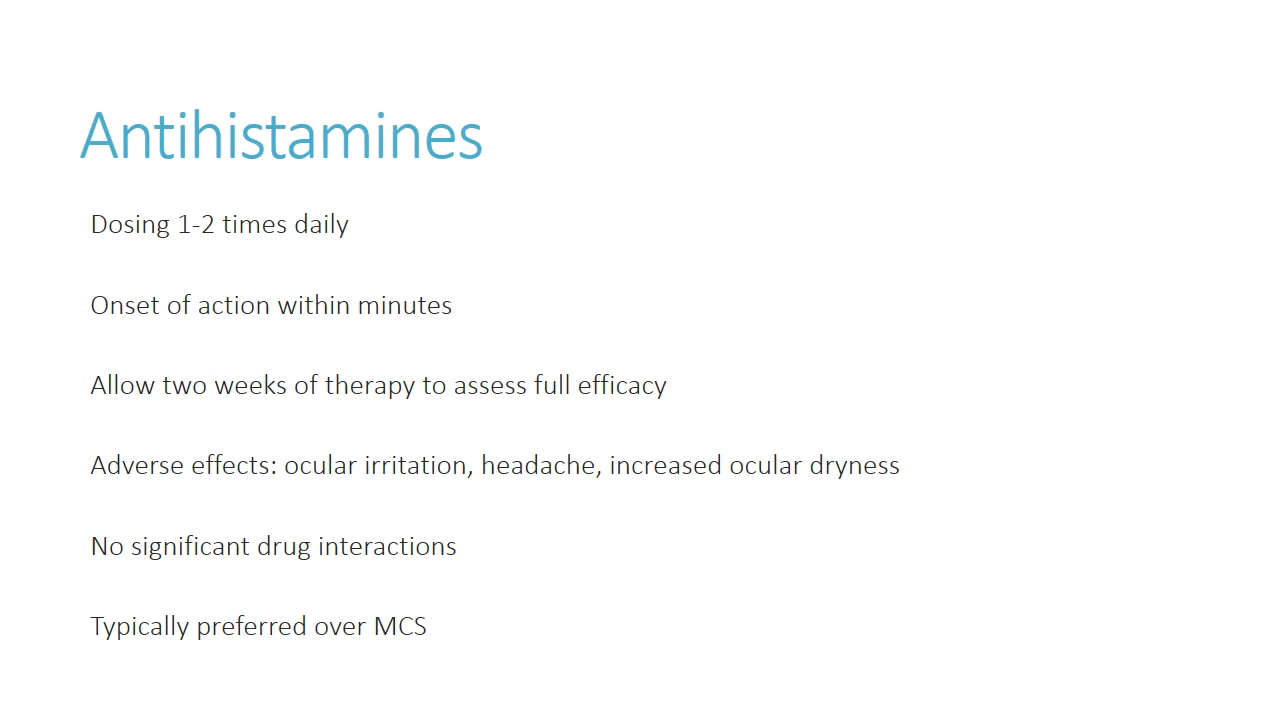 Antihistamines
Dosing 1-2 times daily
Onset of action within minutes
Allow two weeks of therapy to assess full efficacy
Adverse effects: ocular irritation, headache, increased ocular dryness
No significant drug interactions
Typically preferred over MCS